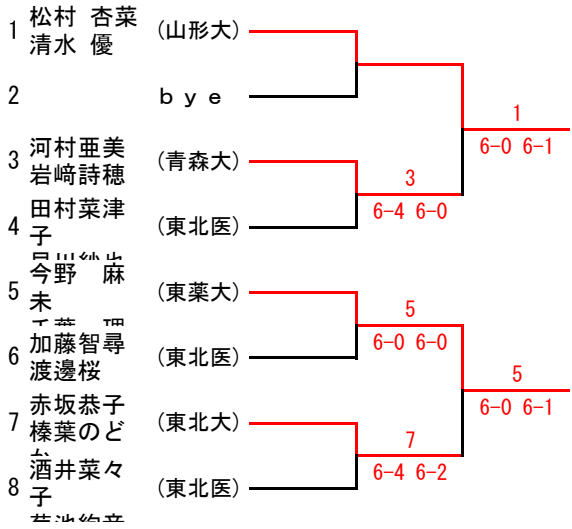 1 松村 杏菜 (山形大)
清水 優
2 ｂｙｅ
1
6-0 6-1
3 河村亜美 (青森大)
岩﨑詩穂
3
6-4 6-0
4 田村菜津 (東北医)
子
5 今野 麻 (東薬大)
未
5
6-0 6-0
6 加藤智尋 (東北医)
渡邊桜
5
6-0 6-1
7 赤坂恭子 (東北大)
榛葉のど
7
6-4 6-2
8 酒井菜々 (東北医)
子